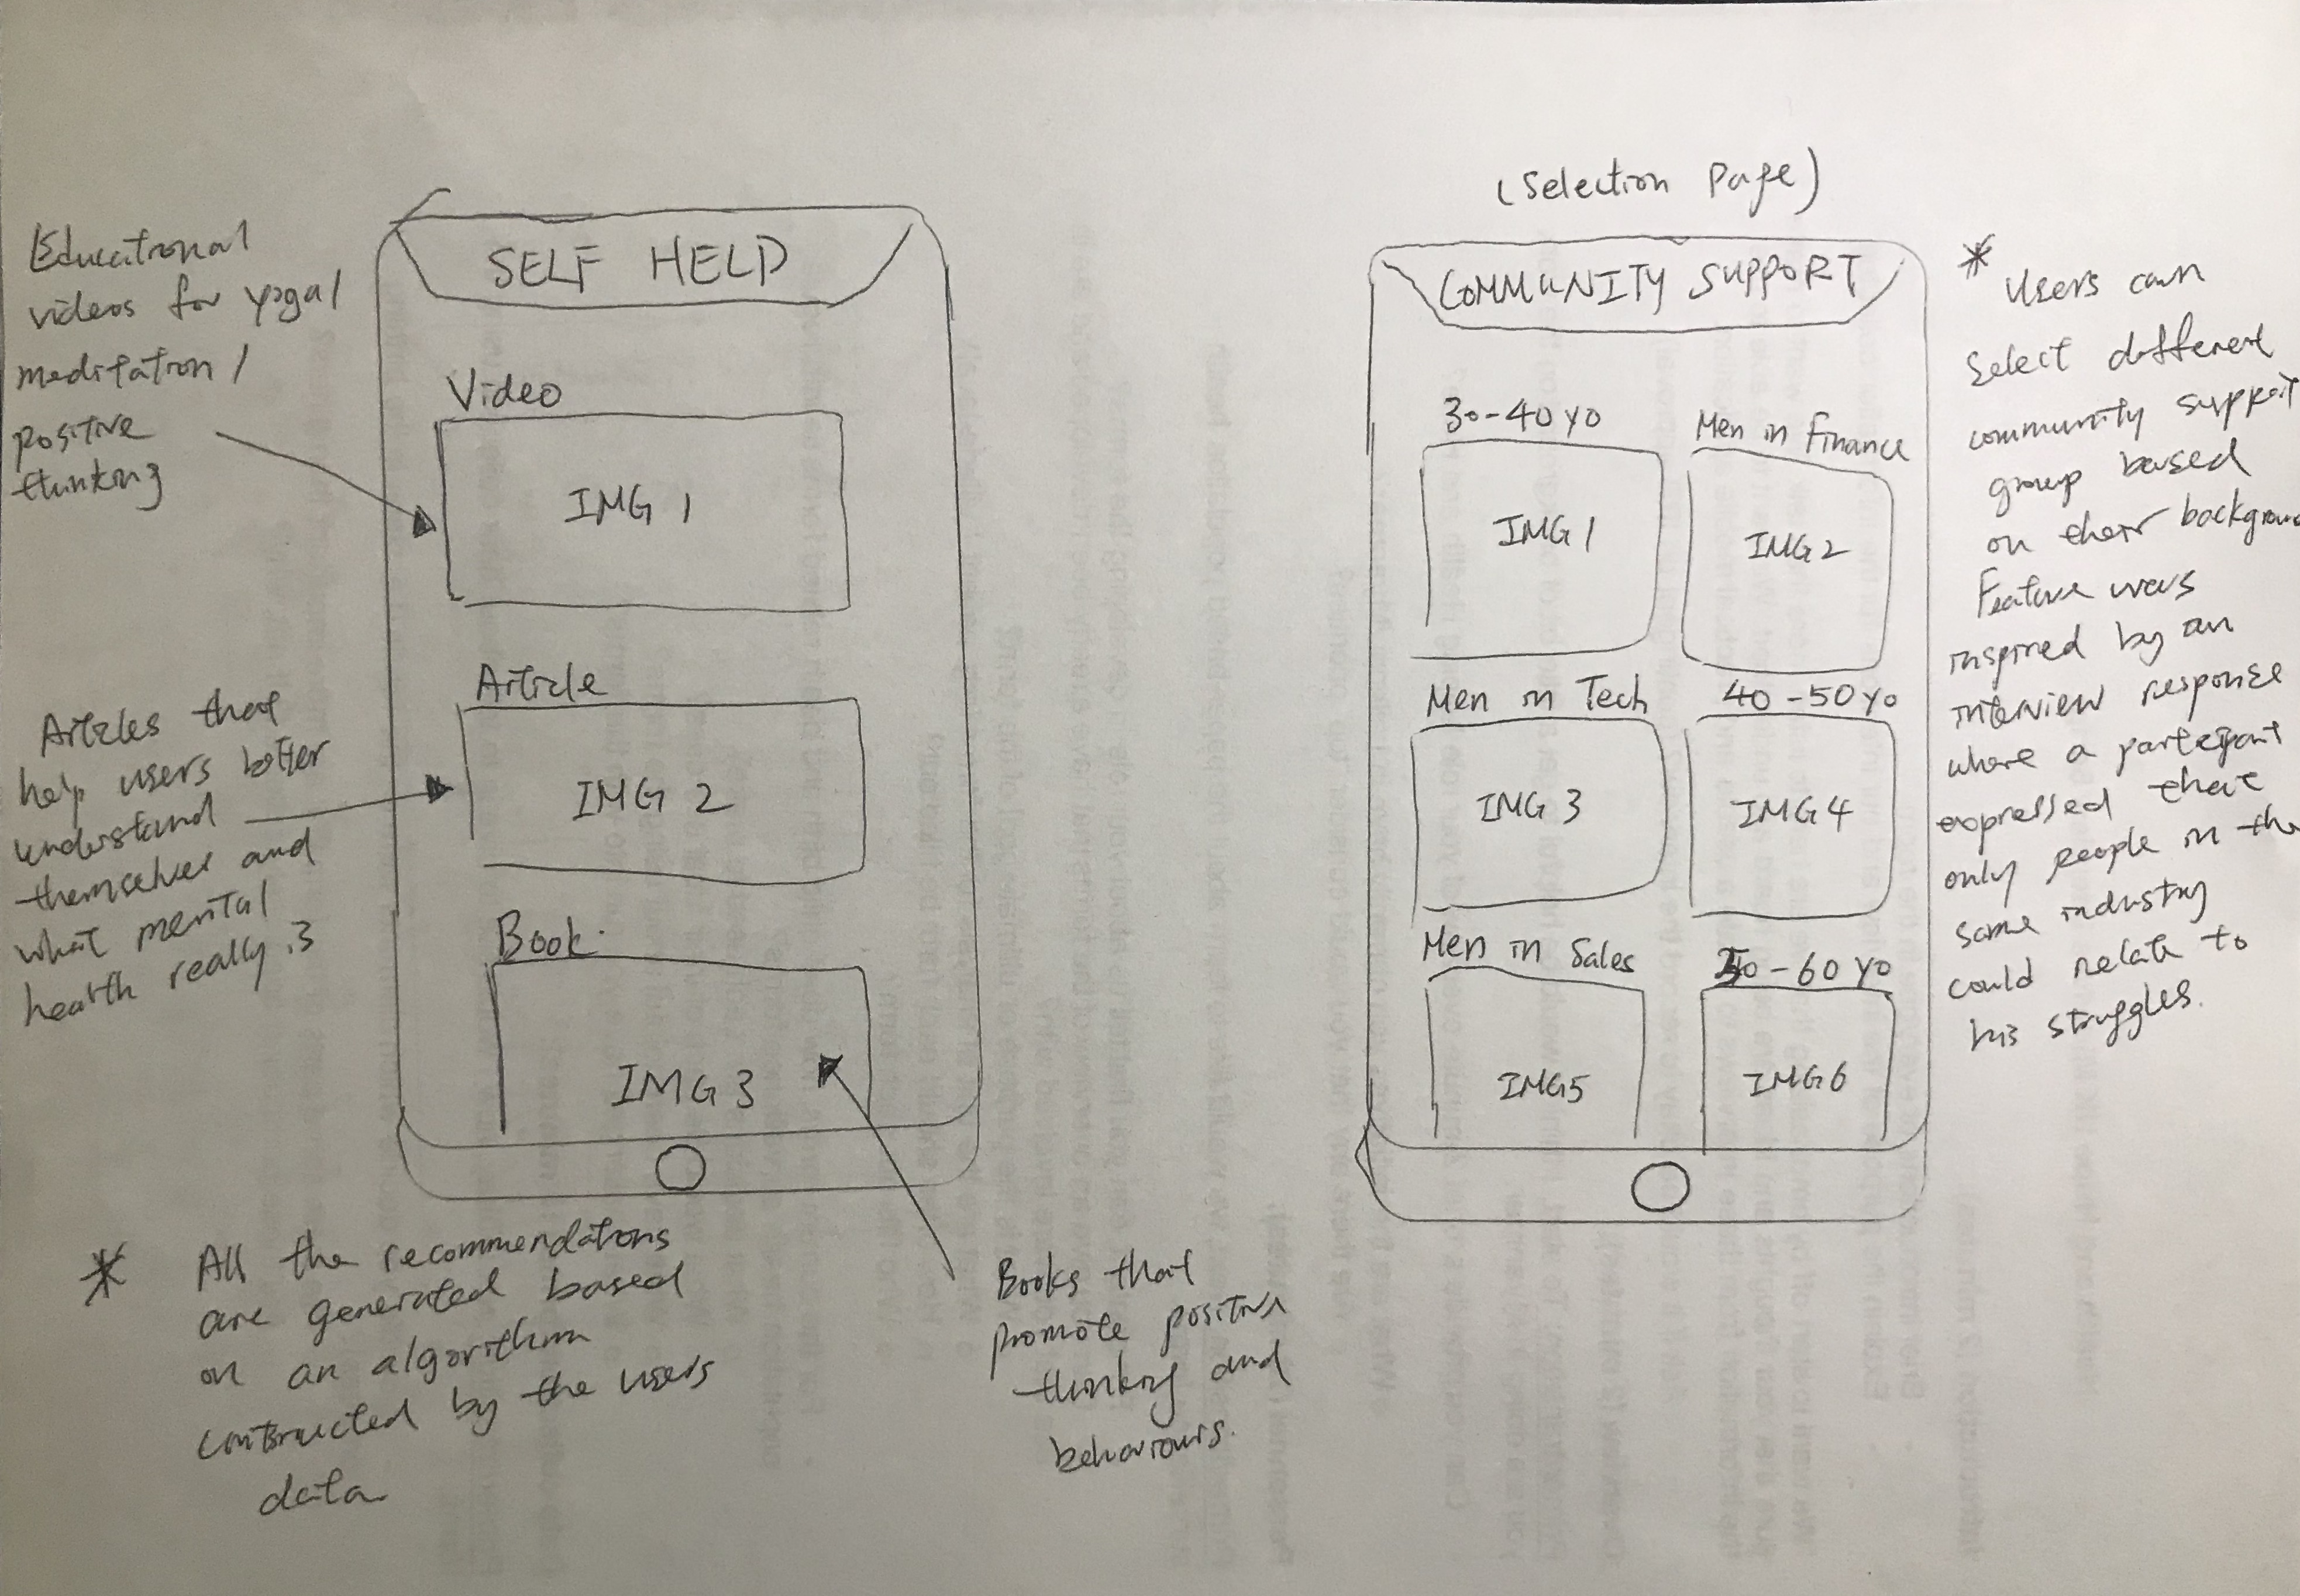 Educational
videos for yoga/
meditation/
positive
thinking
Articles that
help users better
understand
themselves and
what mental
health really is
SELF HELP
Video
IMG 1
Article
IMG 2
Book
IMG 3
* All the recommendations
are generated based
on an algorithm
constructed by the users
data
Books that
promote positive
thinking and
behaviours.
(Selection Page)
COMMUNITY SUPPORT
30-40 yo
Men in Finance
IMG 1
IMG 2
Men in Tech
40-50 yo
IMG 3
IMG 4
Men in Sales
50-60 yo
IMG5
IMG6
* Users can
select different
community support
group based
on their background
Feature was
inspired by an
interview response
where a participant
expressed that
only people in the
same industry
could relate to
his struggles.